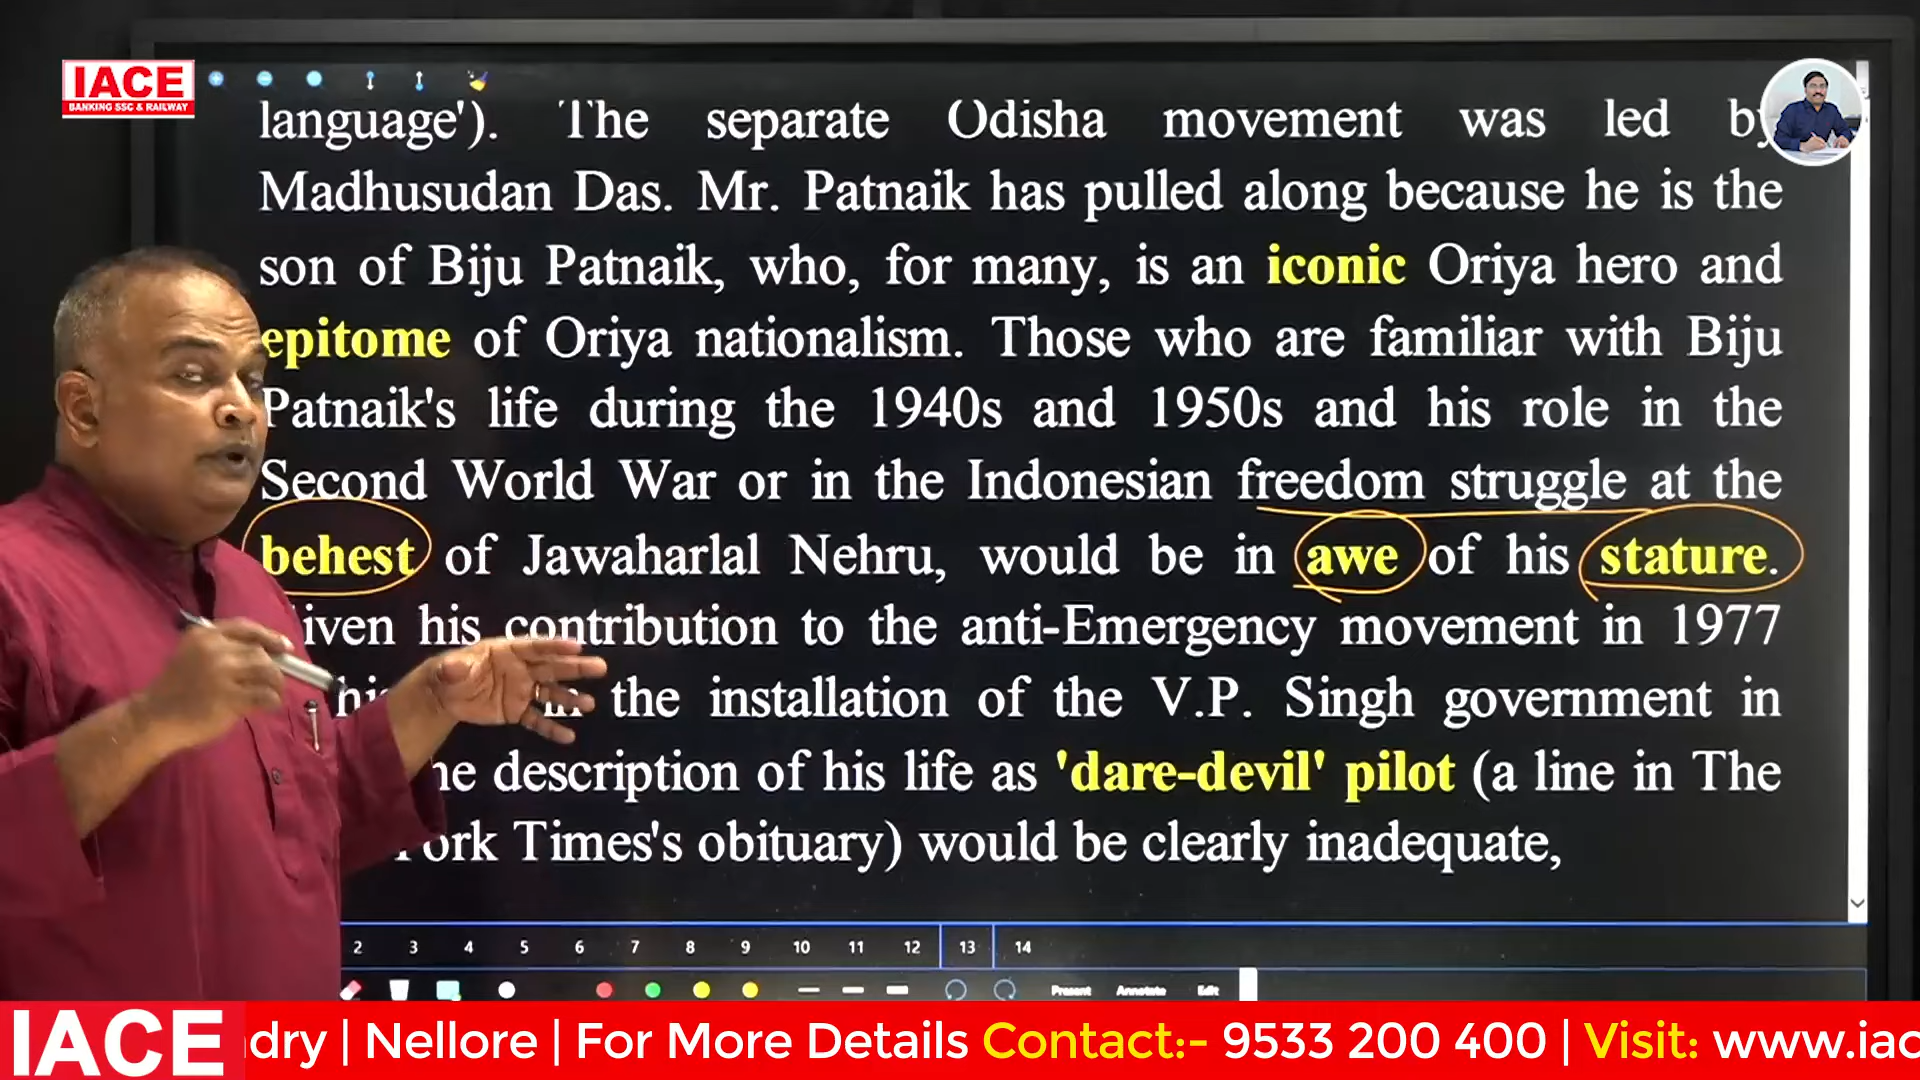 IACE
BANKING SSC & RAILWAY
language'). The separate Odisha movement was led by
Madhusudan Das. Mr. Patnaik has pulled along because he is the
son of Biju Patnaik, who, for many, is an iconic Oriya hero and
epitome of Oriya nationalism. Those who are familiar with Biju
Patnaik's life during the 1940s and 1950s and his role in the
Second World War or in the Indonesian freedom struggle at the
behest of Jawaharlal Nehru, would be in awe of his stature.
iven his contribution to the anti-Emergency movement in 1977
hi in the installation of the V.P. Singh government in
he description of his life as 'dare-devil' pilot (a line in The
ork Times's obituary) would be clearly inadequate,
2 3 4 5 6 7 8 9 10 11 12 13 14
Present Annotate Edit
IACE dry | Nellore | For More Details Contact:- 9533 200 400 | Visit: www.iac